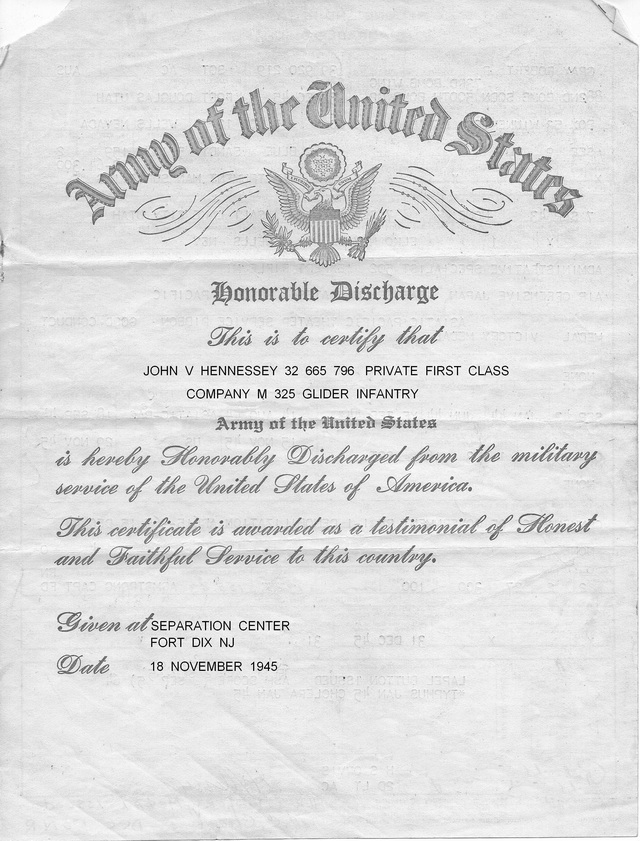 Army of the United States
Honorable Discharge
This is to certify that
JOHN V HENNESSEY 32 665 796 PRIVATE FIRST CLASS
COMPANY M 325 GLIDER INFANTRY
Army of the United States
is hereby Honorably Discharged from the military
service of the United States of America.
This certificate is awarded as a testimonial of Honest
and Faithful Service to this country.
Given at SEPARATION CENTER
FORT DIX NJ
Date 18 NOVEMBER 1945